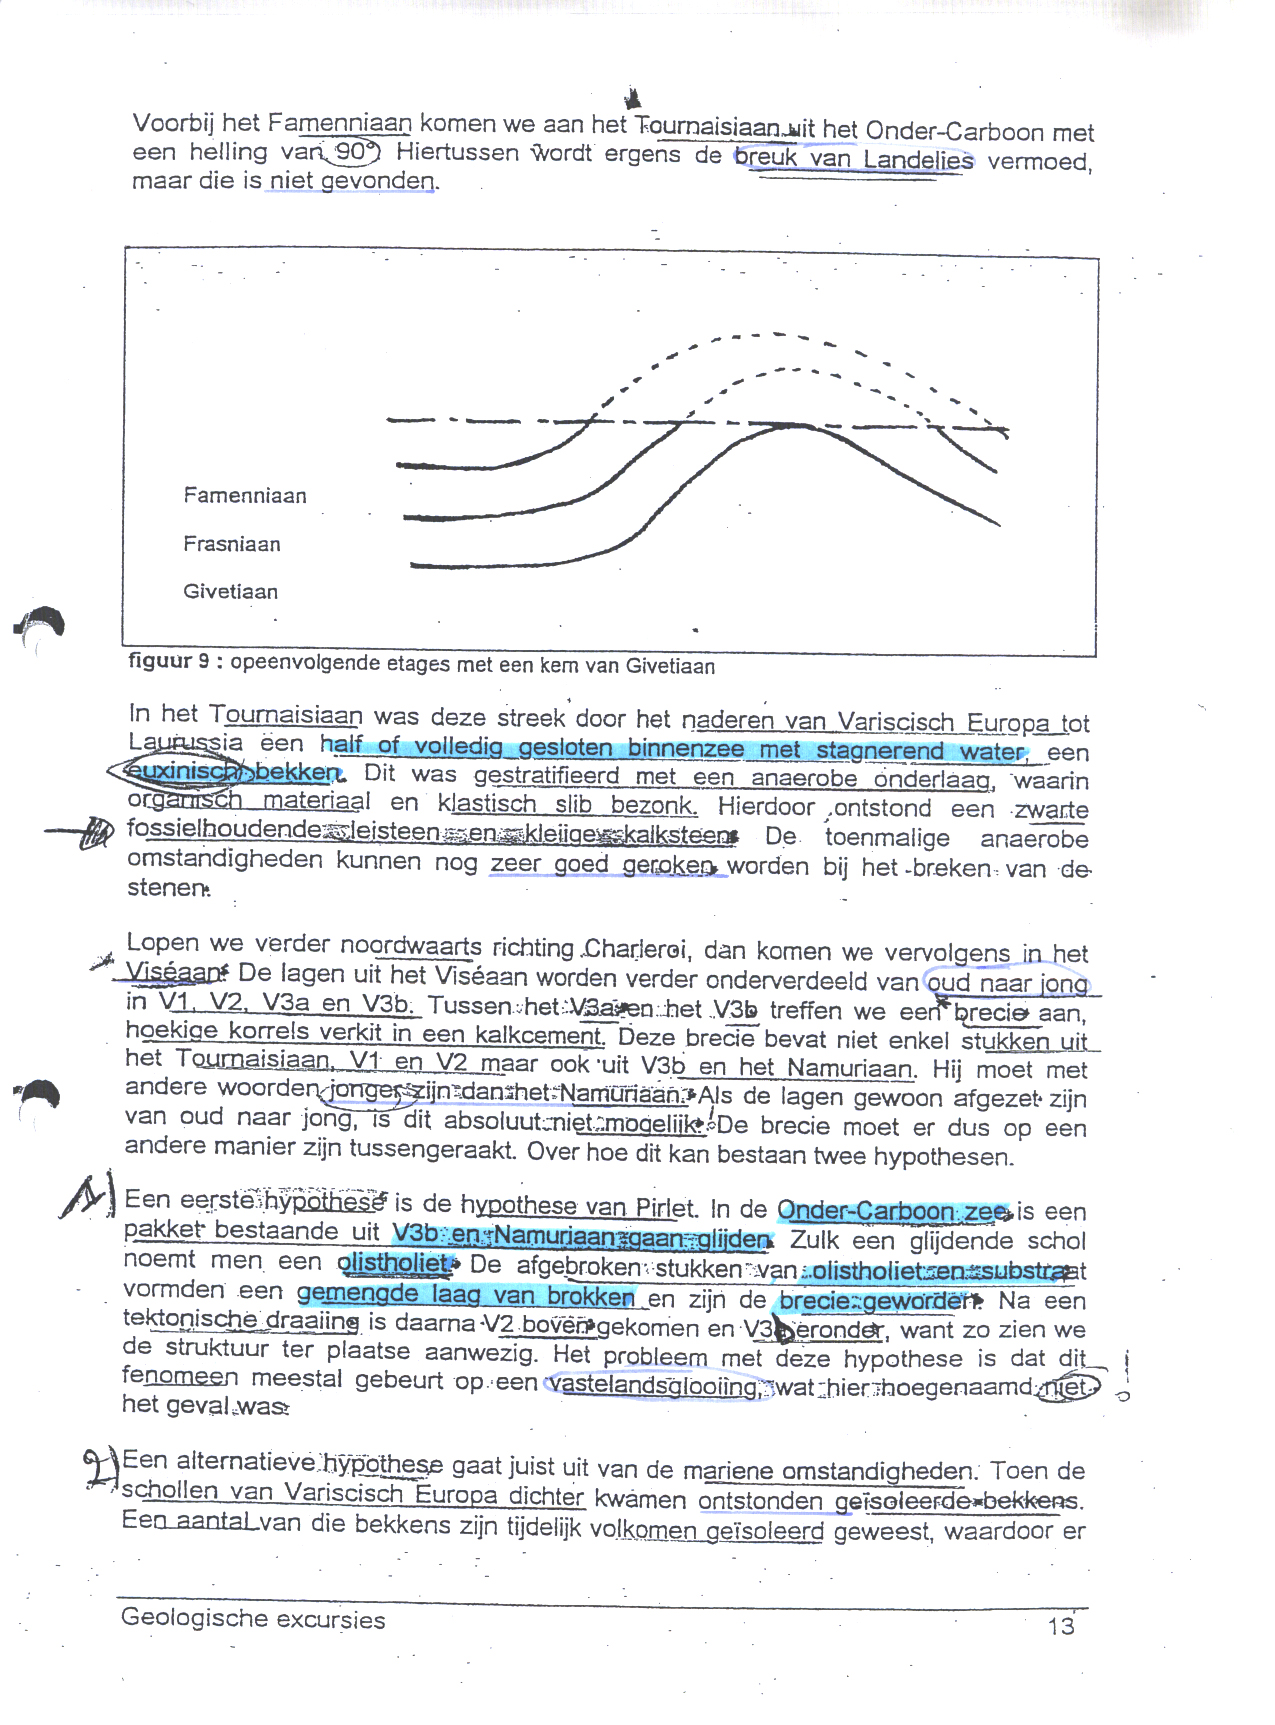 Voorbij het Famenniaan komen we aan het Tournaisiaan uit het Onder-Carboon met
een helling van 90°) Hiertussen wordt ergens de breuk van Landelies vermoed,
maar die is niet gevonden.
Famenniaan
Frasniaan
Givetiaan
figuur 9 : opeenvolgende etages met een kern van Givetiaan
In het Tournaisiaan was deze streek door het naderen van Variscisch Europa tot
Laurussia een half of volledig gesloten binnenzee met stagnerend water, een
euxinisch bekken. Dit was gestratifieerd met een anaerobe onderlaag, waarin
organisch materiaal en klastisch slib bezonk. Hierdoor ontstond een zwarte
fossielhoudende leisteen en kleiige kalksteen. De toenmalige anaerobe
omstandigheden kunnen nog zeer goed geroken worden bij het breken van de
stenen.
Lopen we verder noordwaarts richting Charleroi, dan komen we vervolgens in het
Viséaan. De lagen uit het Viséaan worden verder onderverdeeld van oud naar jong
in V1, V2, V3a en V3b. Tussen het V3a en het V3b treffen we een brecie aan,
hoekige korrels verkit in een kalkcement. Deze brecie bevat niet enkel stukken uit
het Tournaisiaan, V1 en V2 maar ook uit V3b en het Namuriaan. Hij moet met
andere woorden jonger zijn dan het Namuriaan. Als de lagen gewoon afgezet zijn
van oud naar jong, is dit absoluut niet mogelijk! De brecie moet er dus op een
andere manier zijn tussengeraakt. Over hoe dit kan bestaan twee hypothesen.
1) Een eerste hypothese is de hypothese van Pirlet. In de Onder-Carboon zee is een
pakket bestaande uit V3b en Namuriaan gaan glijden. Zulk een glijdende schol
noemt men een olistholiet. De afgebroken stukken van olistholiet en substraat
vormden een gemengde laag van brokken en zijn de brecie geworden. Na een
tektonische draaiing is daarna V2 boven gekomen en V3b eronder, want zo zien we
de struktuur ter plaatse aanwezig. Het probleem met deze hypothese is dat dit
fenomeen meestal gebeurt op een vastelandsglooiing, wat hier hoegenaamd niet !
het geval was.
2) Een alternatieve hypothese gaat juist uit van de mariene omstandigheden. Toen de
schollen van Variscisch Europa dichter kwamen ontstonden geïsoleerde bekkens.
Een aantal van die bekkens zijn tijdelijk volkomen geïsoleerd geweest, waardoor er
Geologische excursies 13